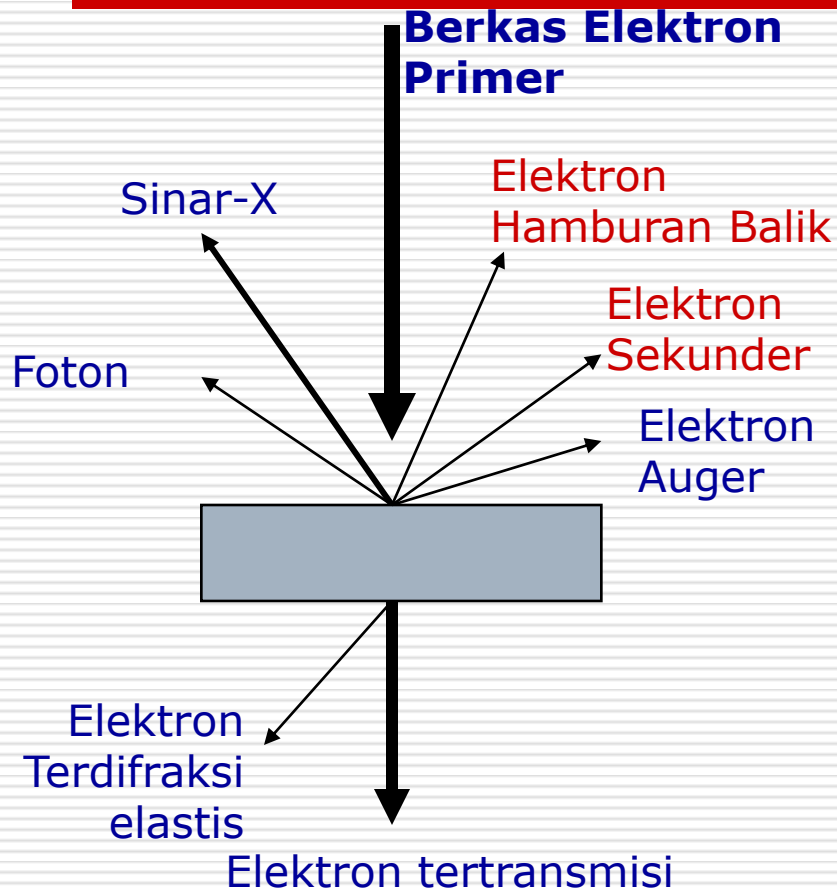 Berkas Elektron
Primer
Sinar-X
Elektron
Hamburan Balik
Elektron
Sekunder
Foton
Elektron
Auger
Elektron
Terdifraksi
elastis
Elektron tertransmisi